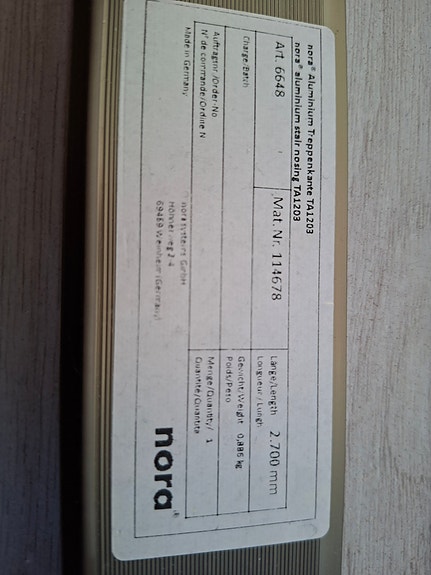 nora® Aluminium Treppenkante TA1203
nora® aluminium stair nosing TA1203
Art. 6648
Mat. Nr. 114678
Länge/Length 2.700 mm
Longueur/Lungh.
Charge/Batch
Gewicht/Weight 0,886 kg
Poids/Peso
Auftragsnr./Order-No
N° de commande/Ordine N
Menge/Quantity/ 1
Quantité/Quantita
Made in Germany
nora systems GmbH
Höhnerweg 2-4
69469 Weinheim (Germany)
nora®